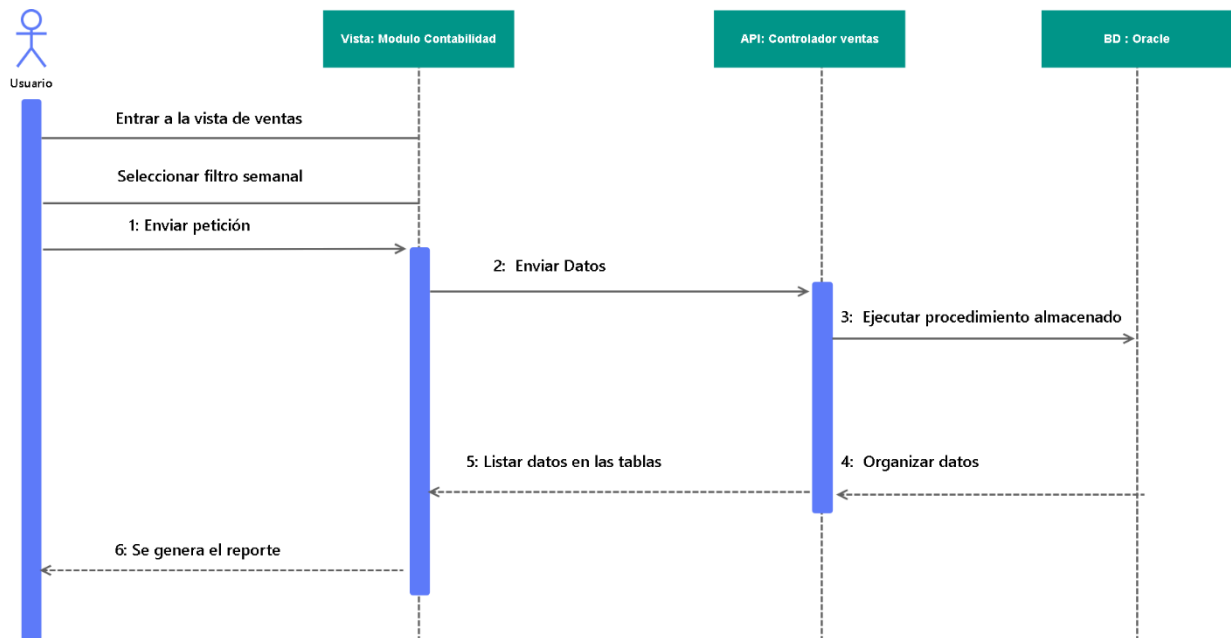 Usuario
Vista: Modulo Contabilidad
API: Controlador ventas
BD : Oracle
Entrar a la vista de ventas
Seleccionar filtro semanal
1: Enviar petición
2: Enviar Datos
3: Ejecutar procedimiento almacenado
4: Organizar datos
5: Listar datos en las tablas
6: Se genera el reporte